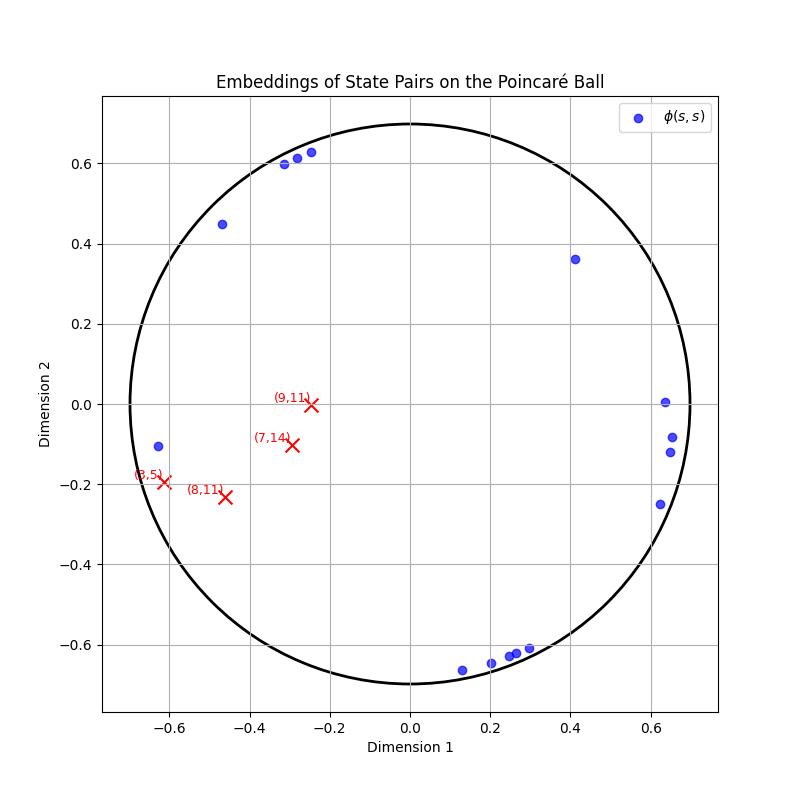 Embeddings of State Pairs on the Poincaré Ball
ϕ(s, s)
0.6
0.4
0.2
0.0
−0.2
−0.4
−0.6
Dimension 2
(9,11)
(7,14)
(3,5)
(8,11)
−0.6 −0.4 −0.2 0.0 0.2 0.4 0.6
Dimension 1